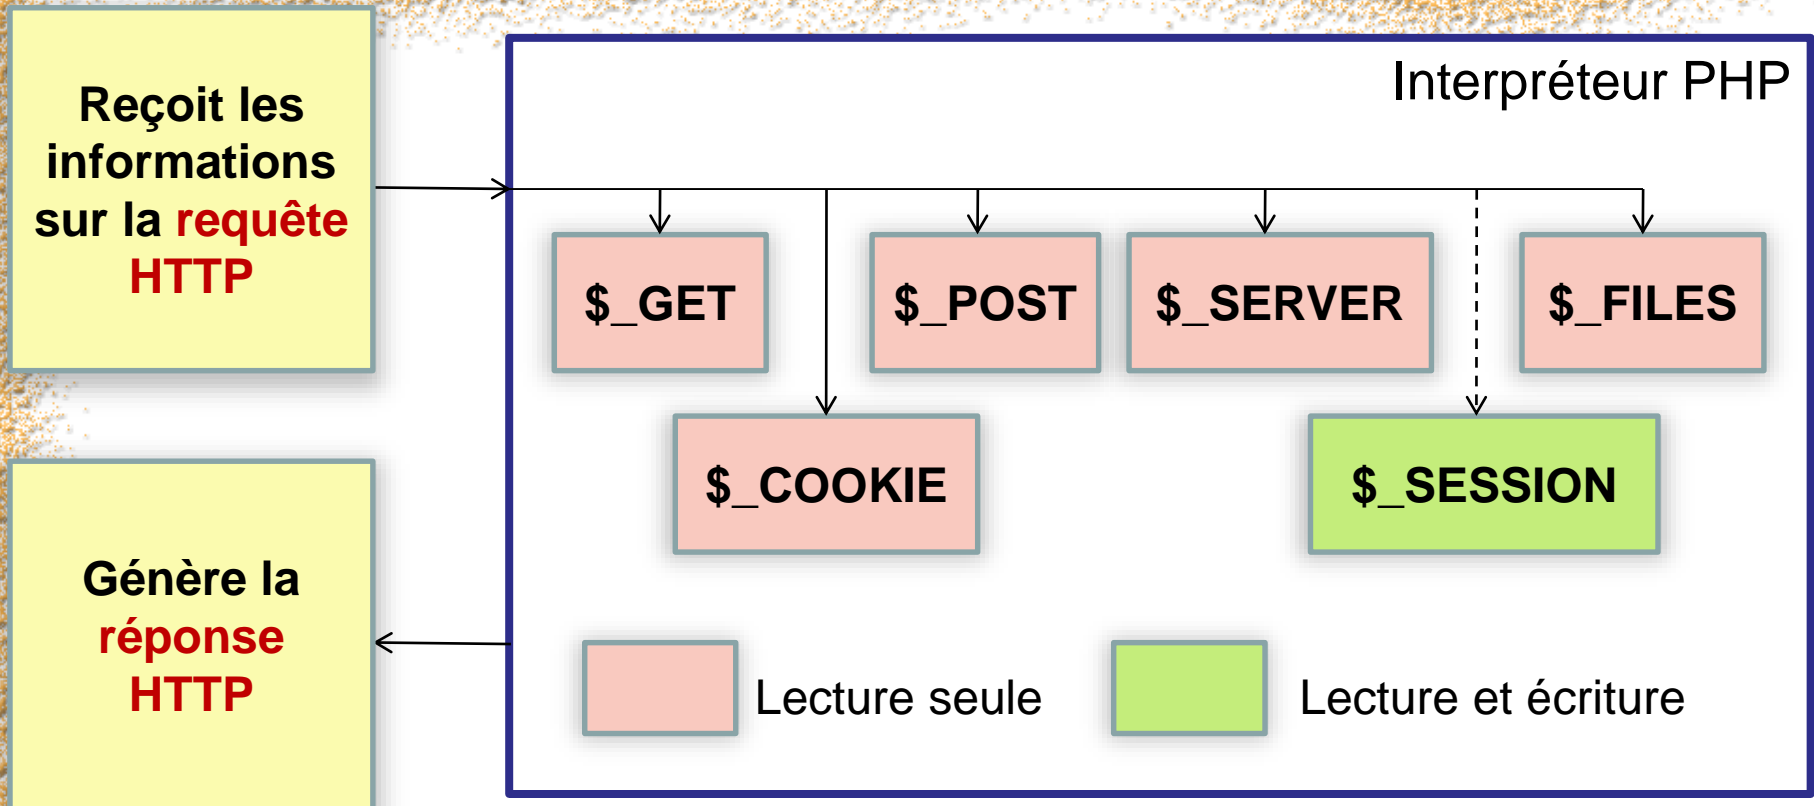 Reçoit les
informations
sur la requête
HTTP
Interpréteur PHP
$_GET
$_POST
$_SERVER
$_FILES
$_COOKIE
$_SESSION
Génère la
réponse
HTTP
Lecture seule
Lecture et écriture